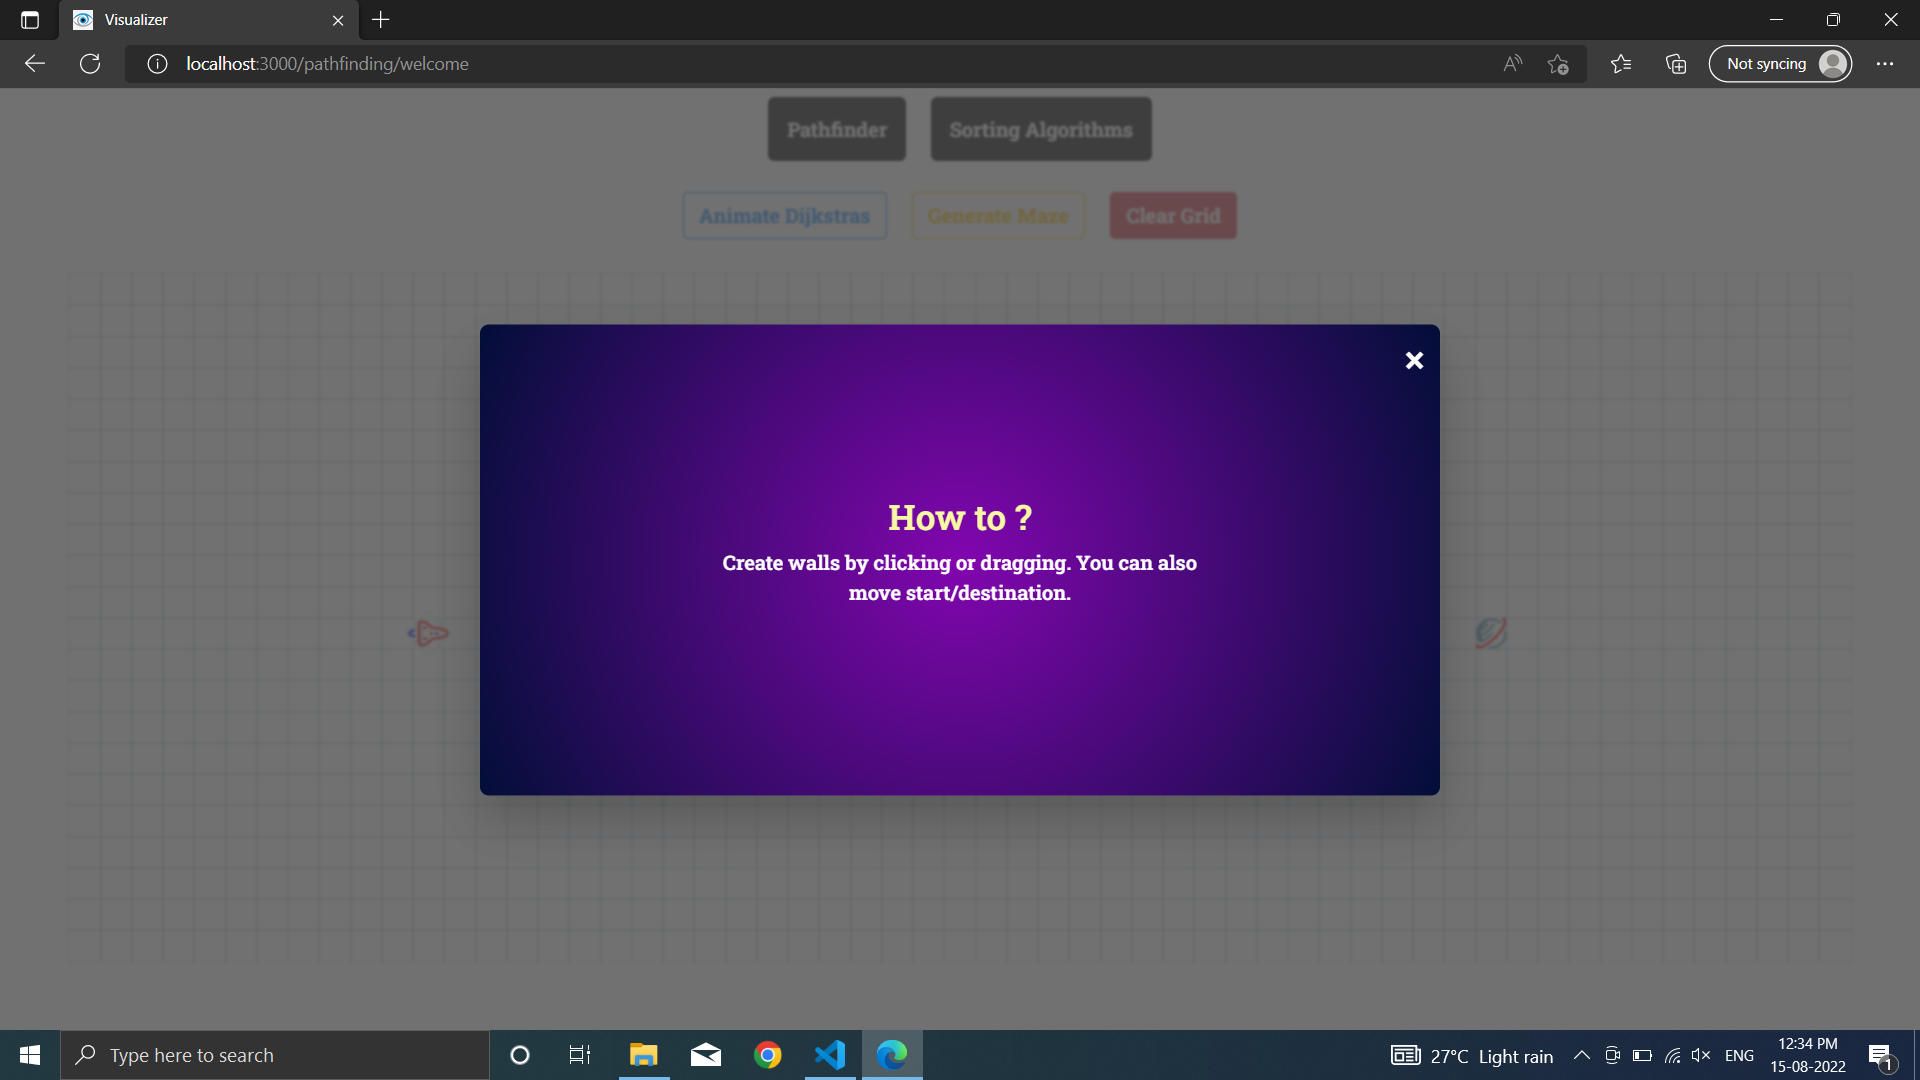 Visualizer
localhost:3000/pathfinding/welcome
Not syncing
Pathfinder
Sorting Algorithms
Animate Dijkstras
Generate Maze
Clear Grid
How to ?
Create walls by clicking or dragging. You can also
move start/destination.
Type here to search
27°C Light rain
ENG
12:34 PM
15-08-2022
1